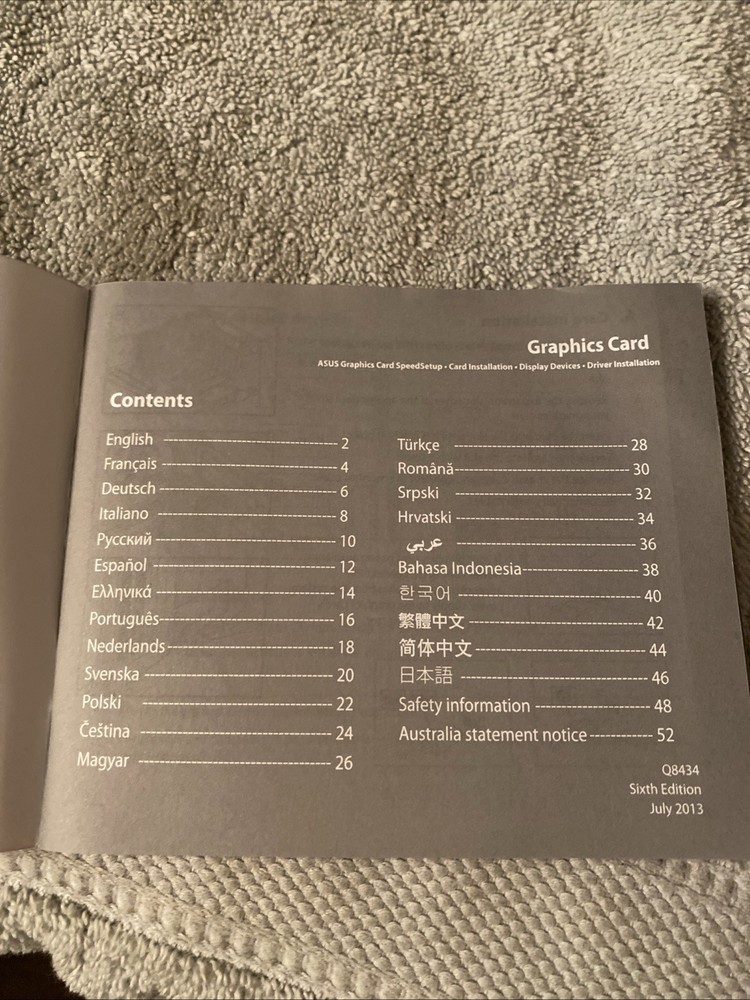 Graphics Card
ASUS Graphics Card SpeedSetup • Card Installation • Display Devices • Driver Installation
Contents
English 2
Français 4
Deutsch 6
Italiano 8
Русский 10
Español 12
Ελληνικά 14
Português 16
Nederlands 18
Svenska 20
Polski 22
Čeština 24
Magyar 26
Türkçe 28
Română 30
Srpski 32
Hrvatski 34
عربي 36
Bahasa Indonesia 38
한국어 40
繁體中文 42
简体中文 44
日本語 46
Safety information 48
Australia statement notice 52
Q8434
Sixth Edition
July 2013